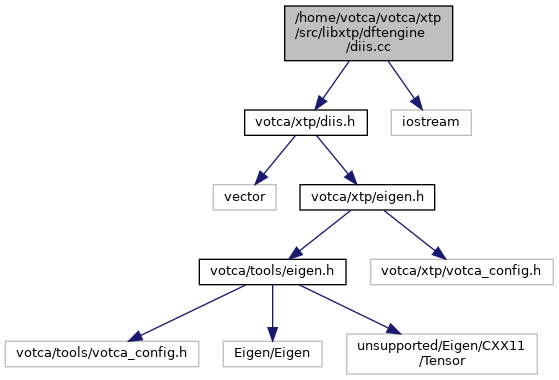 /home/votca/votca/xtp
/src/libxtp/dftengine
/diis.cc
votca/xtp/diis.h
iostream
vector
votca/xtp/eigen.h
votca/tools/eigen.h
votca/xtp/votca_config.h
votca/tools/votca_config.h
Eigen/Eigen
unsupported/Eigen/CXX11
/Tensor